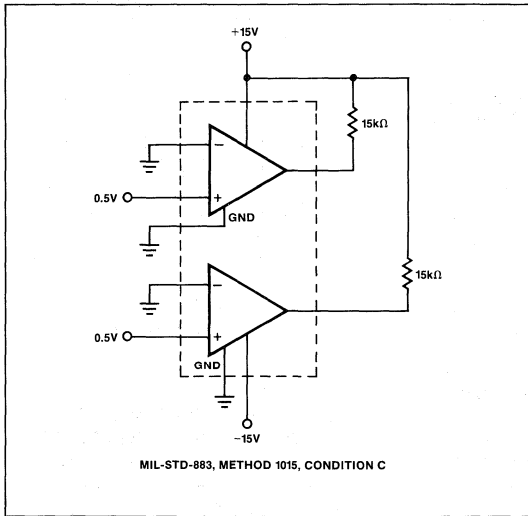 +15V
15kΩ
−
0.5V
+
GND
15kΩ
−
0.5V
+
GND
−15V
MIL-STD-883, METHOD 1015, CONDITION C